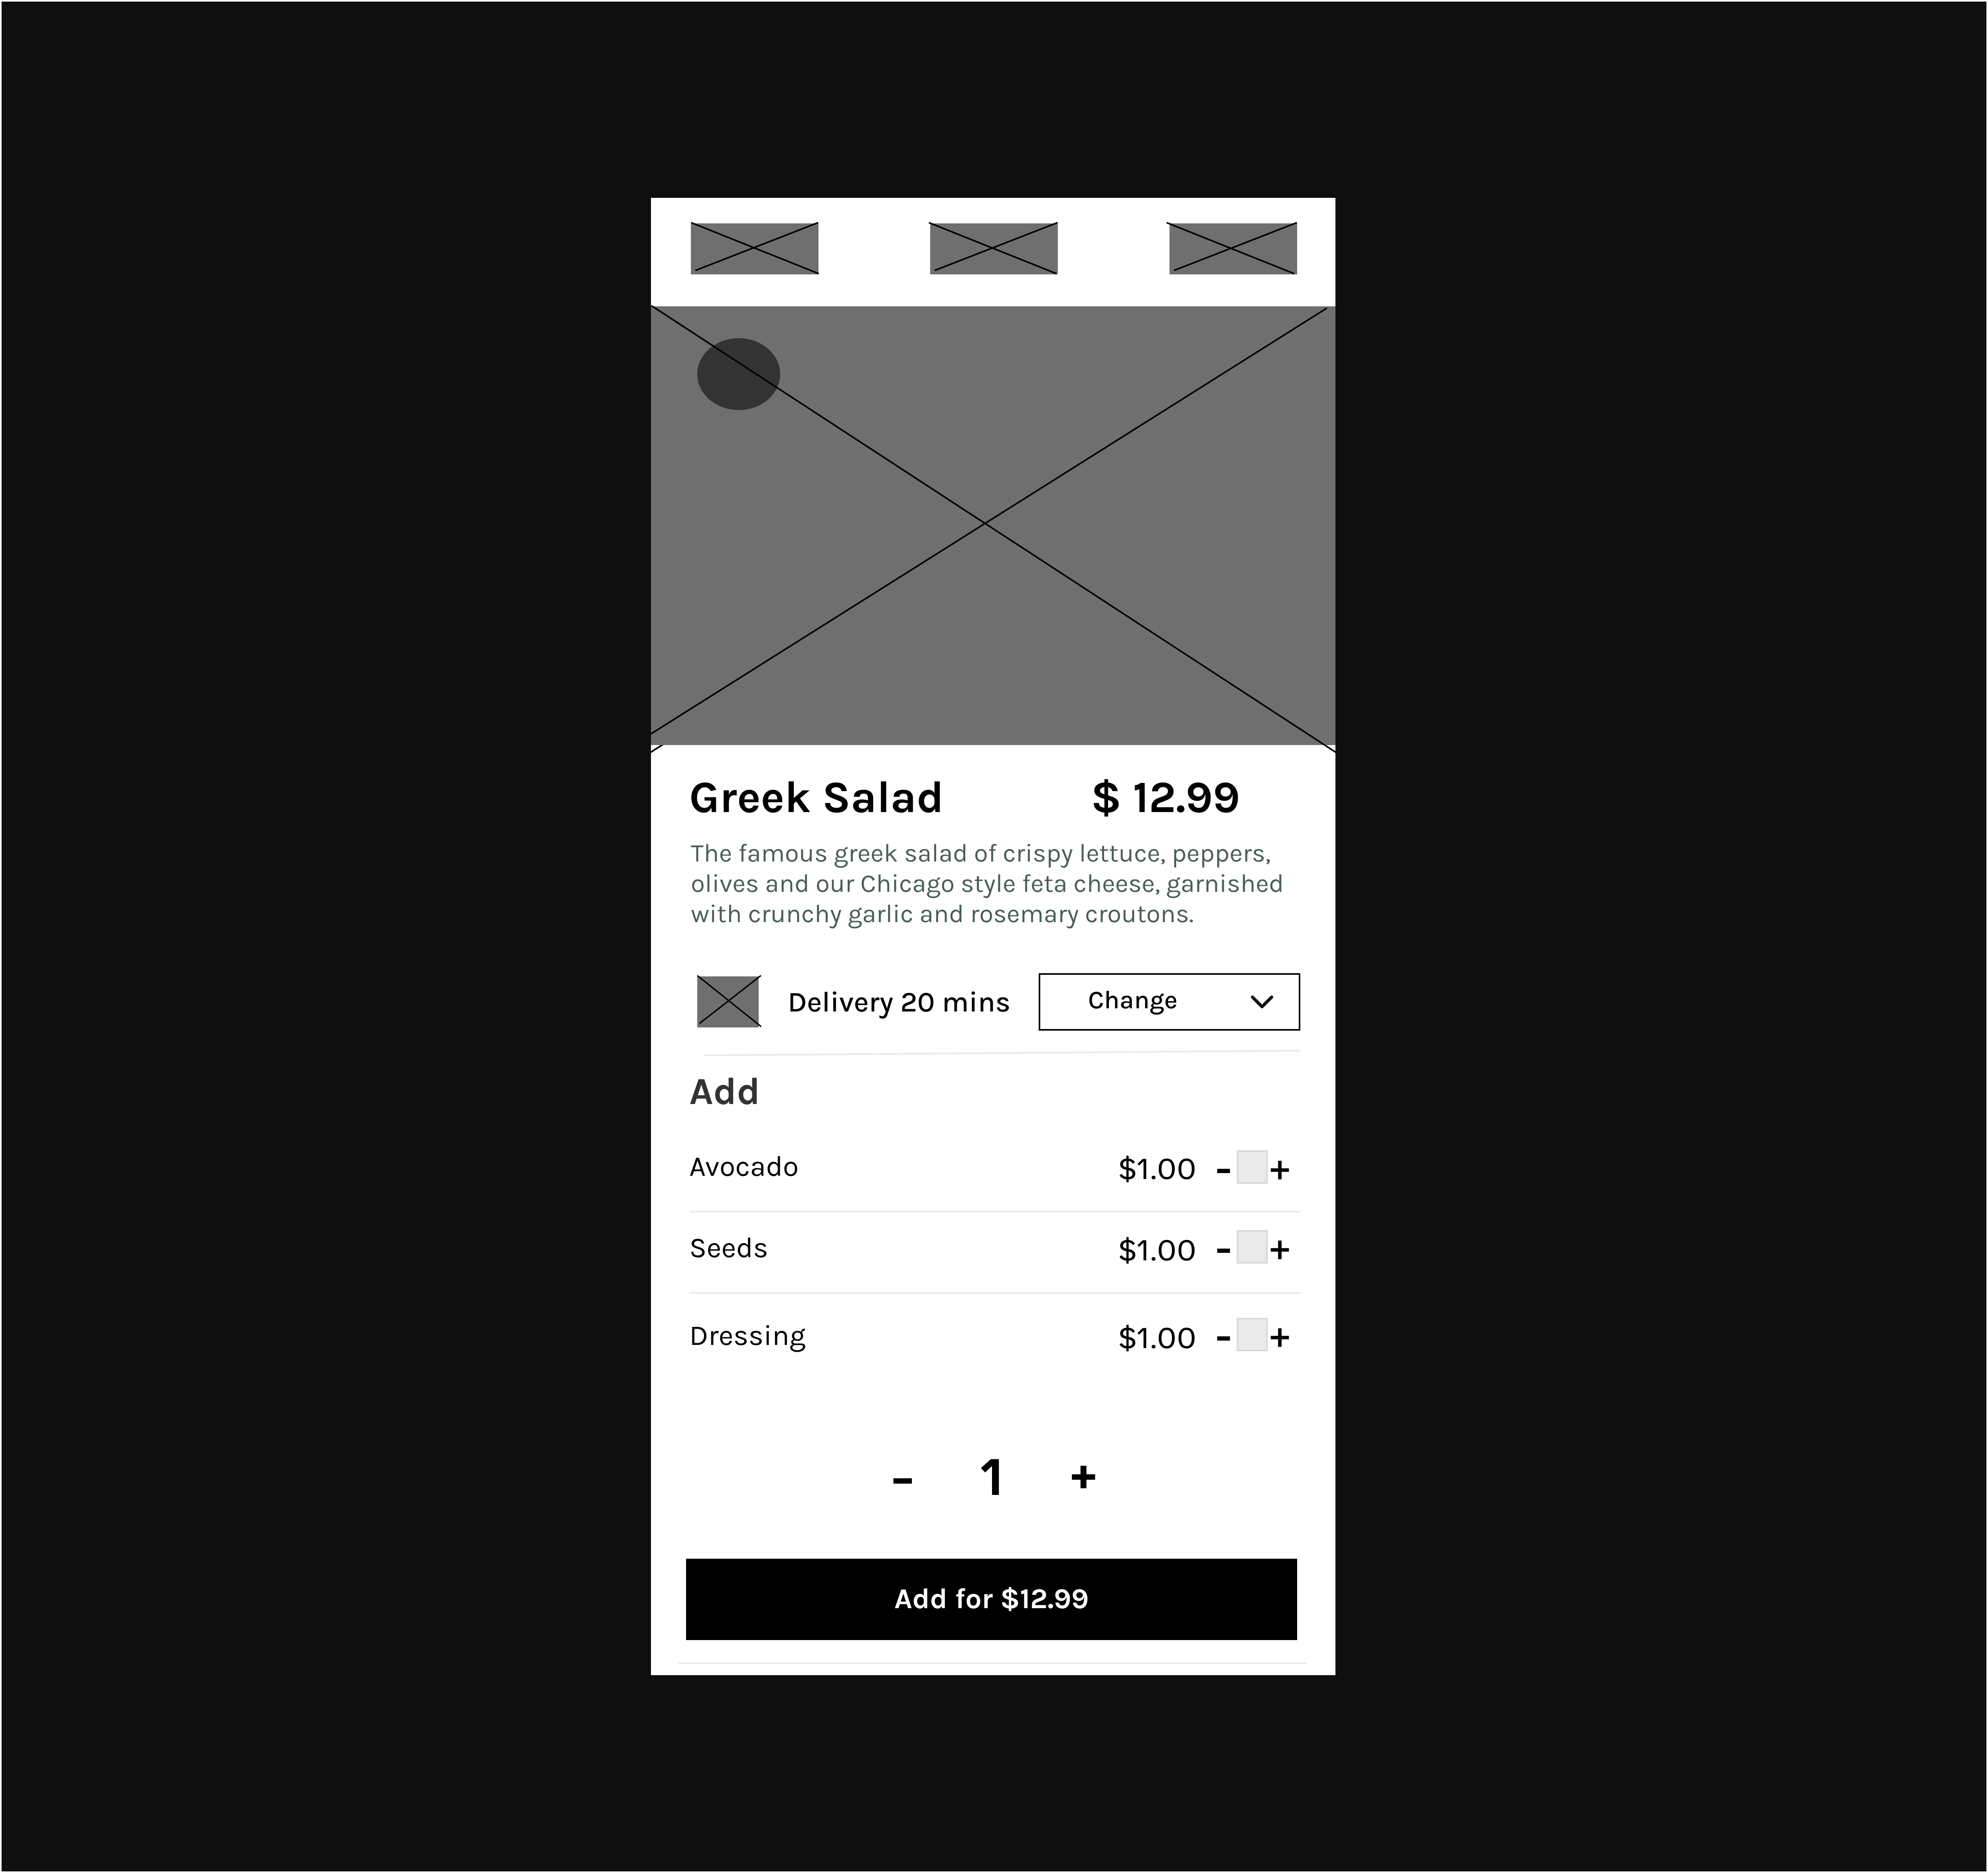 Greek Salad $ 12.99
The famous greek salad of crispy lettuce, peppers,
olives and our Chicago style feta cheese, garnished
with crunchy garlic and rosemary croutons.
Delivery 20 mins Change
Add
Avocado $1.00 - +
Seeds $1.00 - +
Dressing $1.00 - +
- 1 +
Add for $12.99